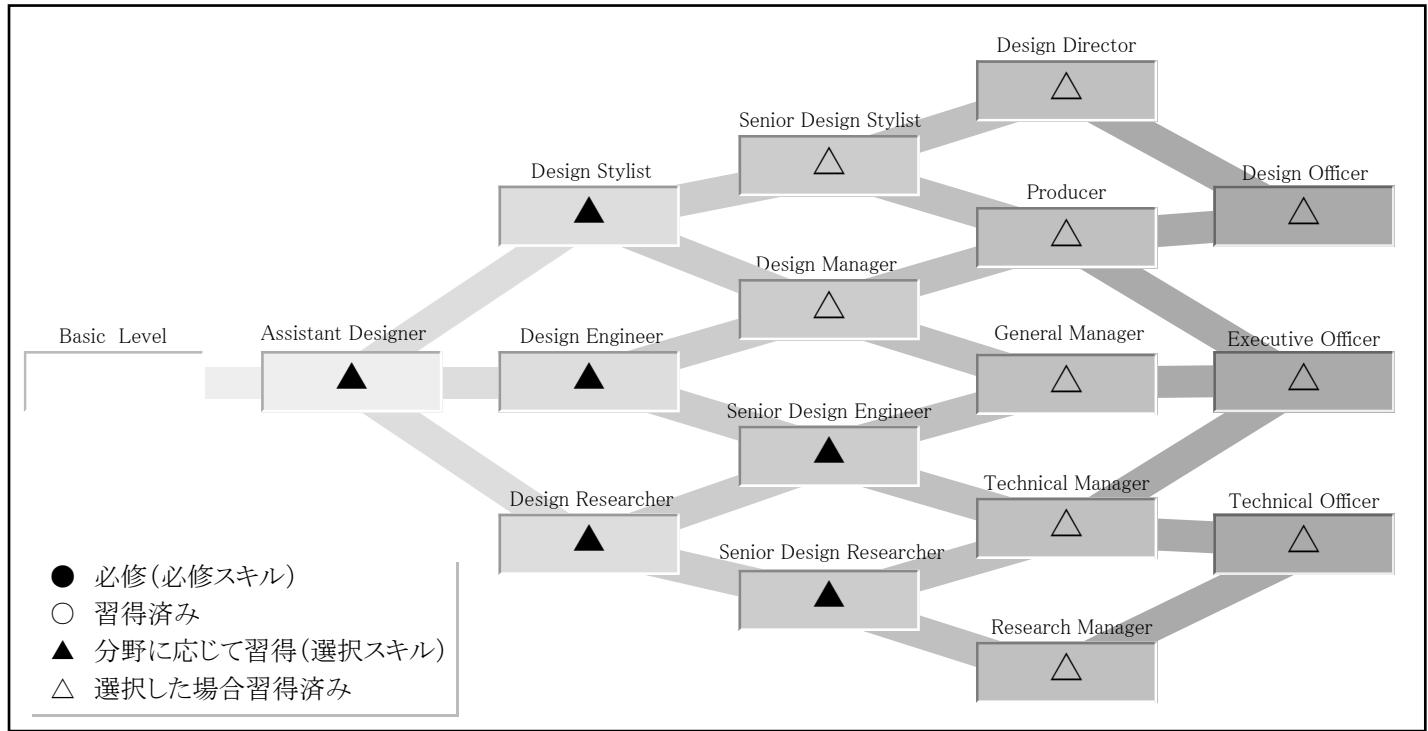 Design Director
Senior Design Stylist
Design Stylist
Design Officer
Producer
Design Manager
Basic Level
Assistant Designer
Design Engineer
General Manager
Executive Officer
Senior Design Engineer
Design Researcher
Technical Manager
Technical Officer
Senior Design Researcher
Research Manager
● 必修(必修スキル)
○ 習得済み
▲ 分野に応じて習得(選択スキル)
△ 選択した場合習得済み